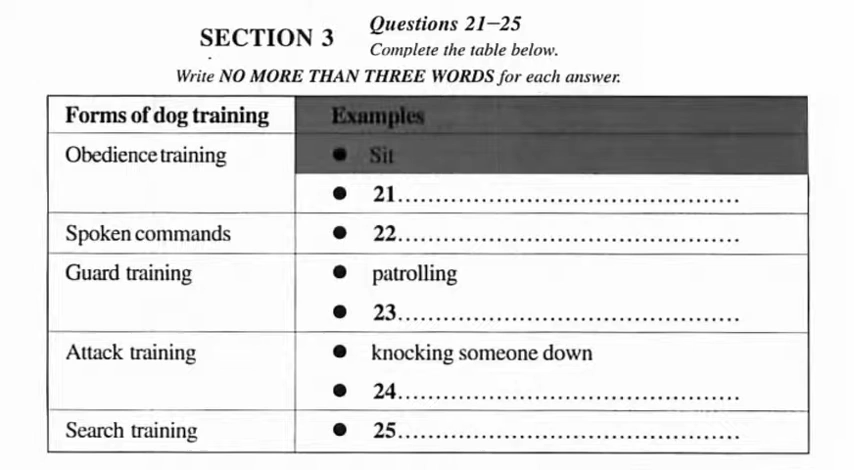 SECTION 3
Questions 21–25
Complete the table below.
Write NO MORE THAN THREE WORDS for each answer.
Forms of dog training Examples
Obedience training ● Sit
● 21..............................................
Spoken commands ● 22..............................................
Guard training ● patrolling
● 23..............................................
Attack training ● knocking someone down
● 24..............................................
Search training ● 25..............................................